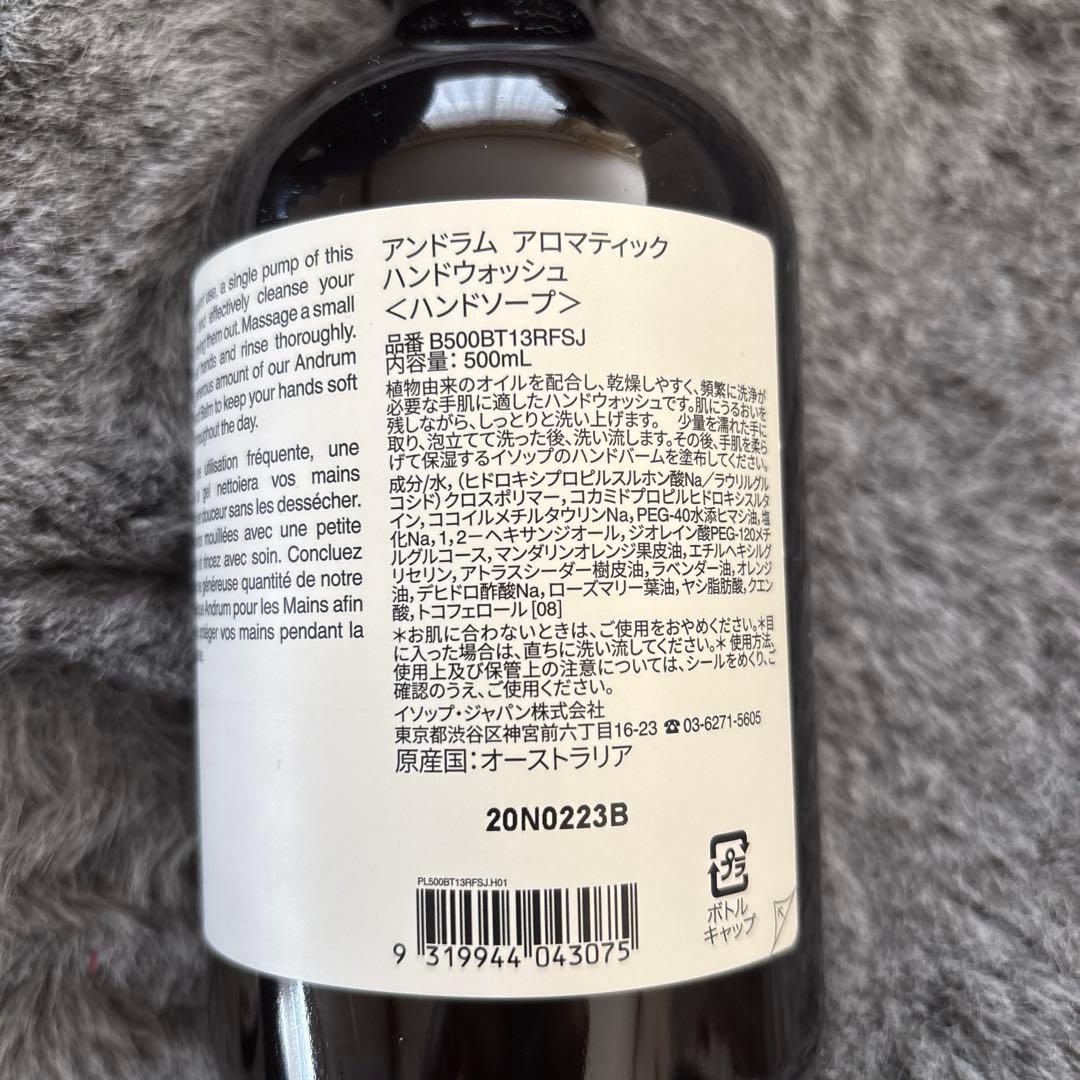 use, a single pump of this
effectively cleanse your
them out. Massage a small
hands and rinse thoroughly.
amount of our Andrum
Balm to keep your hands soft
throughout the day.
utilisation fréquente, une
gel nettoiera vos mains
douceur sans les dessécher.
mouillées avec une petite
et rincez avec soin. Concluez
généreuse quantité de notre
Andrum pour les Mains afin
protéger vos mains pendant la
アンドラム アロマティック
ハンドウォッシュ
<ハンドソープ>
品番 B500BT13RFSJ
内容量: 500mL
植物由来のオイルを配合し、乾燥しやすく、頻繁に洗浄が
必要な手肌に適したハンドウォッシュです。肌にうるおいを
残しながら、しっとりと洗い上げます。 少量を濡れた手に
取り、泡立てて洗った後、洗い流します。その後、手肌を柔ら
げて保湿するイソップのハンドバームを塗布してください。
成分/水, (ヒドロキシプロピルスルホン酸Na/ラウリルグル
コシド)クロスポリマー, コカミドプロピルヒドロキシスルタ
イン, ココイルメチルタウリンNa, PEG-40水添ヒマシ油, 塩
化Na, 1, 2-ヘキサンジオール, ジオレイン酸PEG-120メチ
ルグルコース, マンダリンオレンジ果皮油, エチルヘキシルグ
リセリン, アトラスシーダー樹皮油, ラベンダー油, オレンジ
油, デヒドロ酢酸Na, ローズマリー葉油, ヤシ脂肪酸, クエン
酸, トコフェロール [08]
*お肌に合わないときは、ご使用をおやめください。*目
に入った場合は、直ちに洗い流してください。* 使用方法、
使用上及び保管上の注意については、シールをめくり、ご
確認のうえ、ご使用ください。
イソップ・ジャパン株式会社
東京都渋谷区神宮前六丁目16-23 ☎ 03-6271-5605
原産国: オーストラリア
20N0223B
PL500BT13RFSJ.H01
9 319944 043075
プラ
ボトル
キャップ